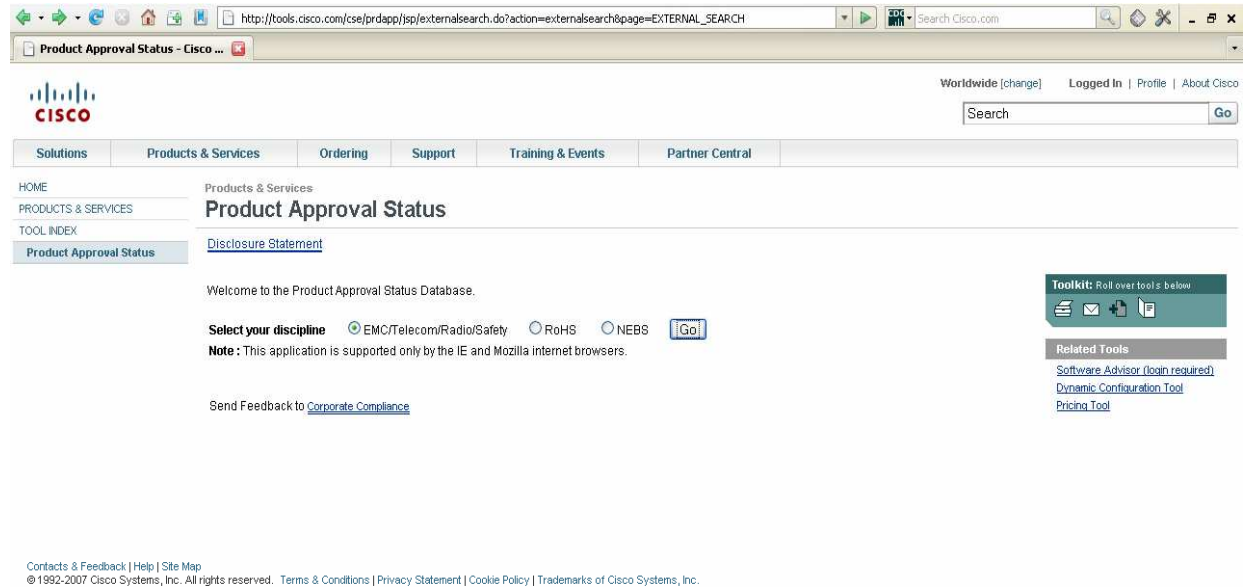 http://tools.cisco.com/cse/prdapp/jsp/externalsearch.do?action=externalsearch&page=EXTERNAL_SEARCH
Search Cisco.com
Product Approval Status - Cisco ...
CISCO
Worldwide [change] Logged In | Profile | About Cisco
Search Go
Solutions Products & Services Ordering Support Training & Events Partner Central
HOME
PRODUCTS & SERVICES
TOOL INDEX
Product Approval Status
Products & Services
Product Approval Status
Disclosure Statement
Welcome to the Product Approval Status Database.
Select your discipline EMC/Telecom/Radio/Safety RoHS NEBS Go
Note : This application is supported only by the IE and Mozilla internet browsers.
Send Feedback to Corporate Compliance
Toolkit: Roll over tools below
Related Tools
Software Advisor (login required)
Dynamic Configuration Tool
Pricing Tool
Contacts & Feedback | Help | Site Map
© 1992-2007 Cisco Systems, Inc. All rights reserved. Terms & Conditions | Privacy Statement | Cookie Policy | Trademarks of Cisco Systems, Inc.